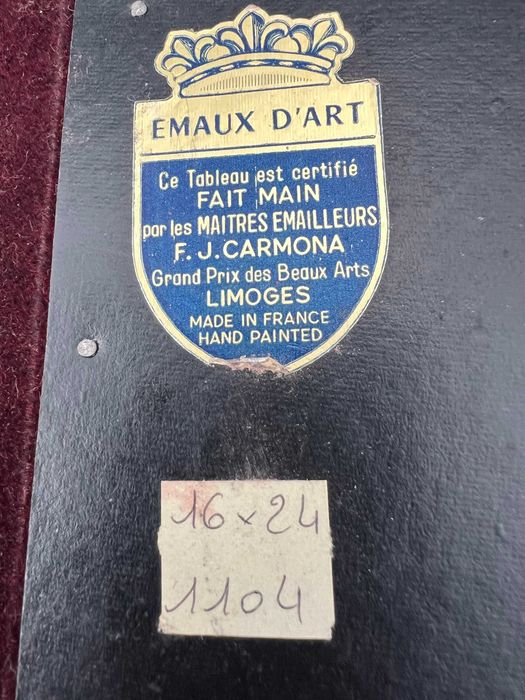 EMAUX D'ART
Ce Tableau est certifié
FAIT MAIN
par les MAITRES EMAILLEURS
F. J. CARMONA
Grand Prix des Beaux Arts
LIMOGES
MADE IN FRANCE
HAND PAINTED
16 x 24
1104